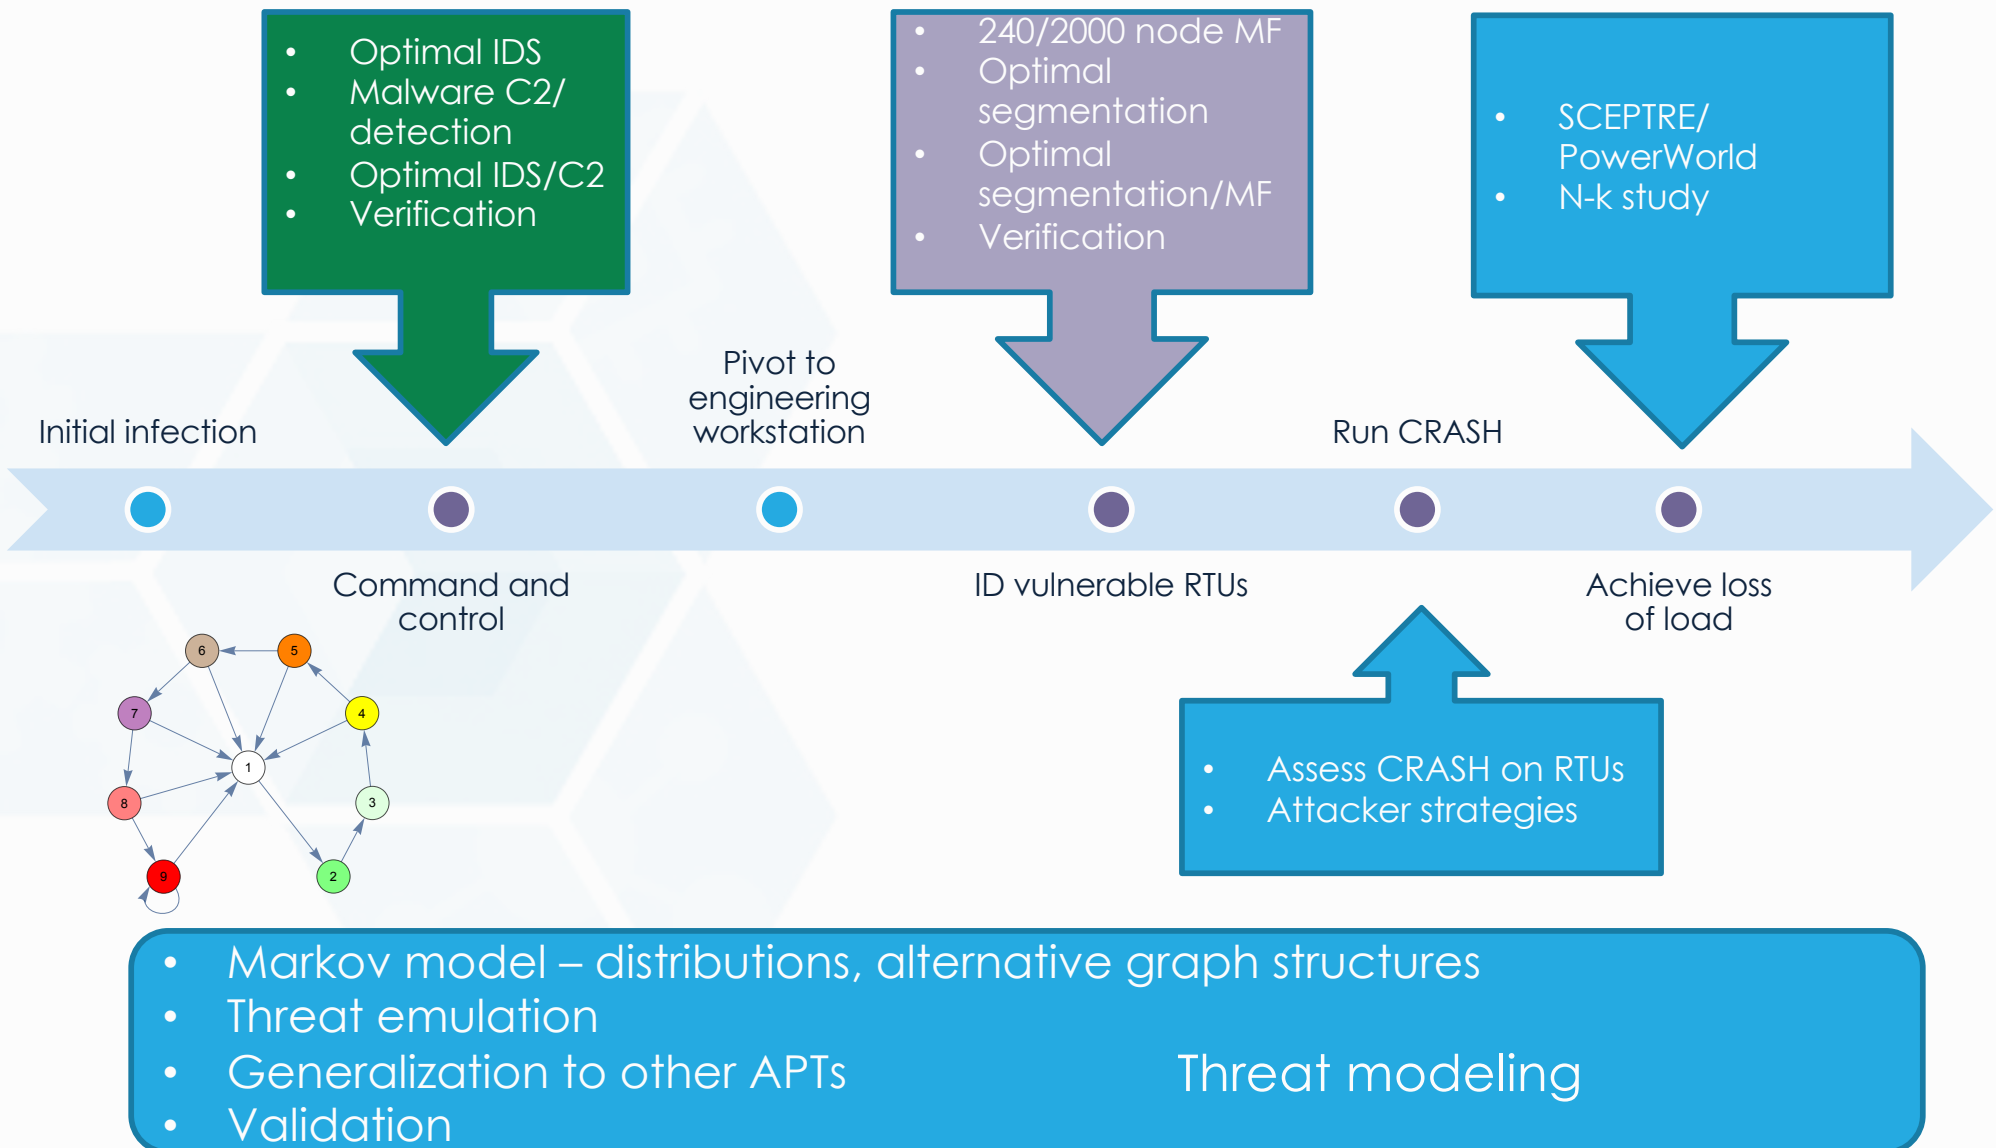 • Optimal IDS
• Malware C2/
detection
• Optimal IDS/C2
• Verification
• 240/2000 node MF
• Optimal
segmentation
• Optimal
segmentation/MF
• Verification
• SCEPTRE/
PowerWorld
• N-k study
Initial infection
Pivot to
engineering
workstation
Run CRASH
Command and
control
ID vulnerable RTUs
Achieve loss
of load
6
5
7
4
1
8
3
9
2
• Assess CRASH on RTUs
• Attacker strategies
• Markov model – distributions, alternative graph structures
• Threat emulation
• Generalization to other APTs
• Validation
Threat modeling